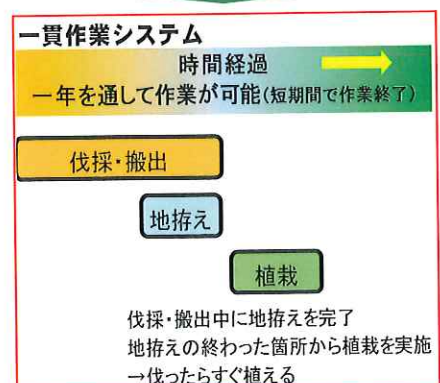 一貫作業システム
時間経過
一年を通して作業が可能(短期間で作業終了)
伐採・搬出
地拵え
植栽
伐採・搬出中に地拵えを完了
地拵えの終わった箇所から植栽を実施
→伐ったらすぐ植える